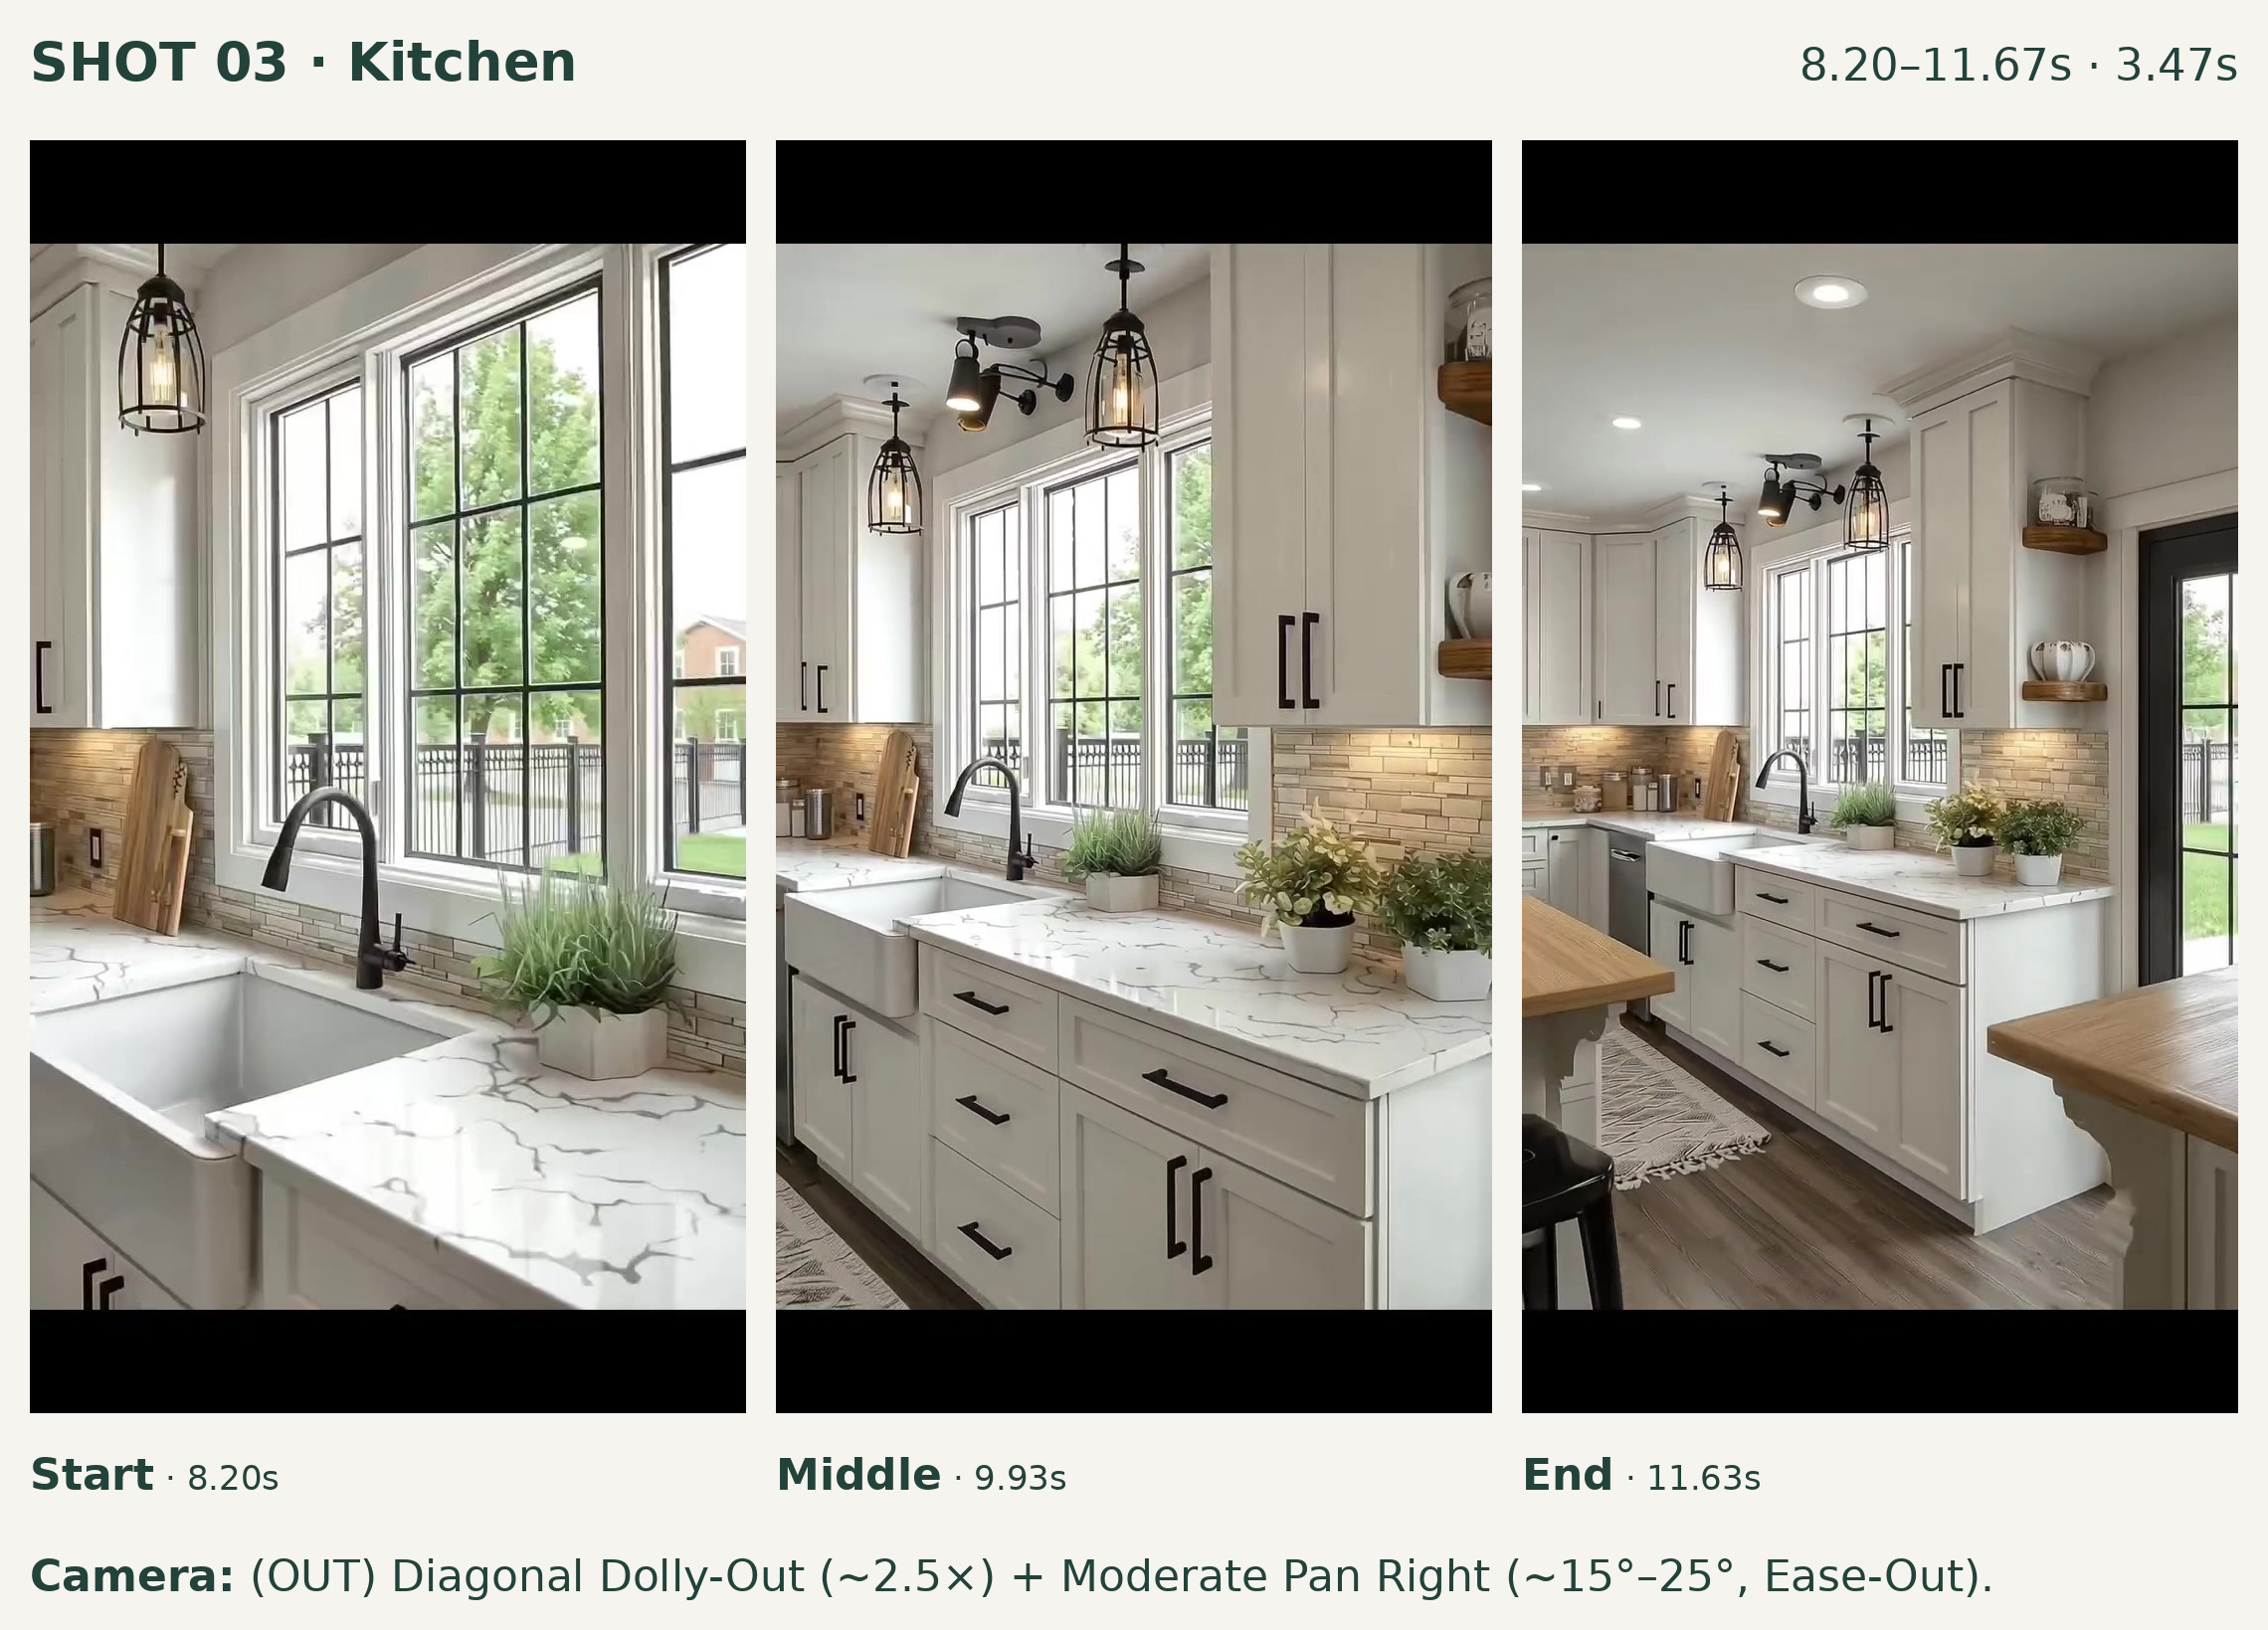 SHOT 03 · Kitchen
8.20–11.67s · 3.47s
Start · 8.20s
Middle · 9.93s
End · 11.63s
Camera: (OUT) Diagonal Dolly-Out (~2.5×) + Moderate Pan Right (~15°–25°, Ease-Out).